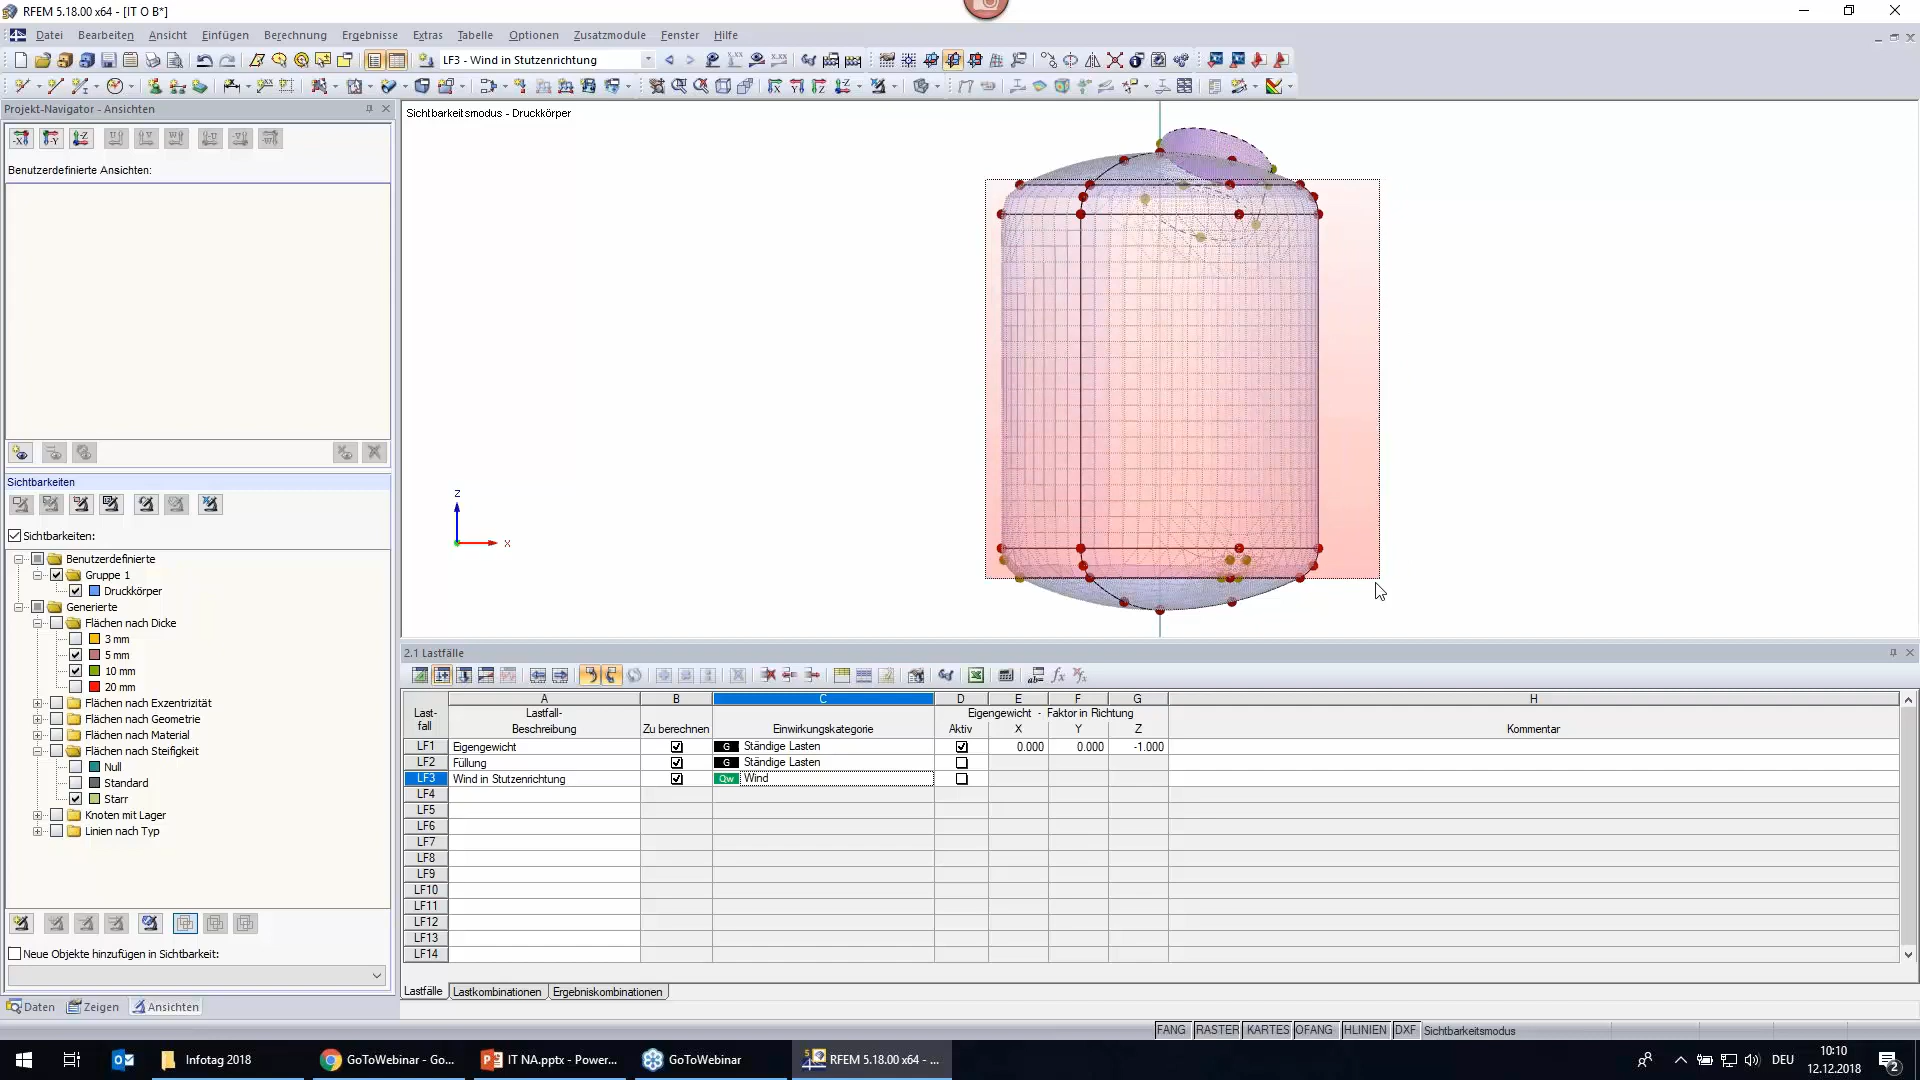 RFEM 5.18.00 x64 - [IT O B*]
Datei Bearbeiten Ansicht Einfügen Berechnung Ergebnisse Extras Tabelle Optionen Zusatzmodule Fenster Hilfe
LF3 - Wind in Stutzenrichtung
Projekt-Navigator - Ansichten
Benutzerdefinierte Ansichten:
Sichtbarkeiten
Sichtbarkeiten:
Benutzerdefinierte
Gruppe 1
Druckkörper
Generierte
Flächen nach Dicke
3 mm
5 mm
10 mm
20 mm
Flächen nach Exzentrizität
Flächen nach Geometrie
Flächen nach Material
Flächen nach Steifigkeit
Null
Standard
Starr
Knoten mit Lager
Linien nach Typ
Neue Objekte hinzufügen in Sichtbarkeit:
Daten Zeigen Ansichten
Sichtbarkeitsmodus - Druckkörper
Z
X
2.1 Lastfälle
A B C D E F G H
Last- Lastfall- Eigengewicht - Faktor in Richtung
fall Beschreibung Zu berechnen Einwirkungskategorie Aktiv X Y Z Kommentar
LF1 Eigengewicht G Ständige Lasten 0.000 0.000 -1.000
LF2 Füllung G Ständige Lasten
LF3 Wind in Stutzenrichtung Qw Wind
LF4
LF5
LF6
LF7
LF8
LF9
LF10
LF11
LF12
LF13
LF14
Lastfälle Lastkombinationen Ergebniskombinationen
FANG RASTER KARTES OFANG HLINIEN DXF Sichtbarkeitsmodus
Infotag 2018 GoToWebinar - Go... IT NA.pptx - Power... GoToWebinar RFEM 5.18.00 x64 - ... DEU 10:10
12.12.2018
2